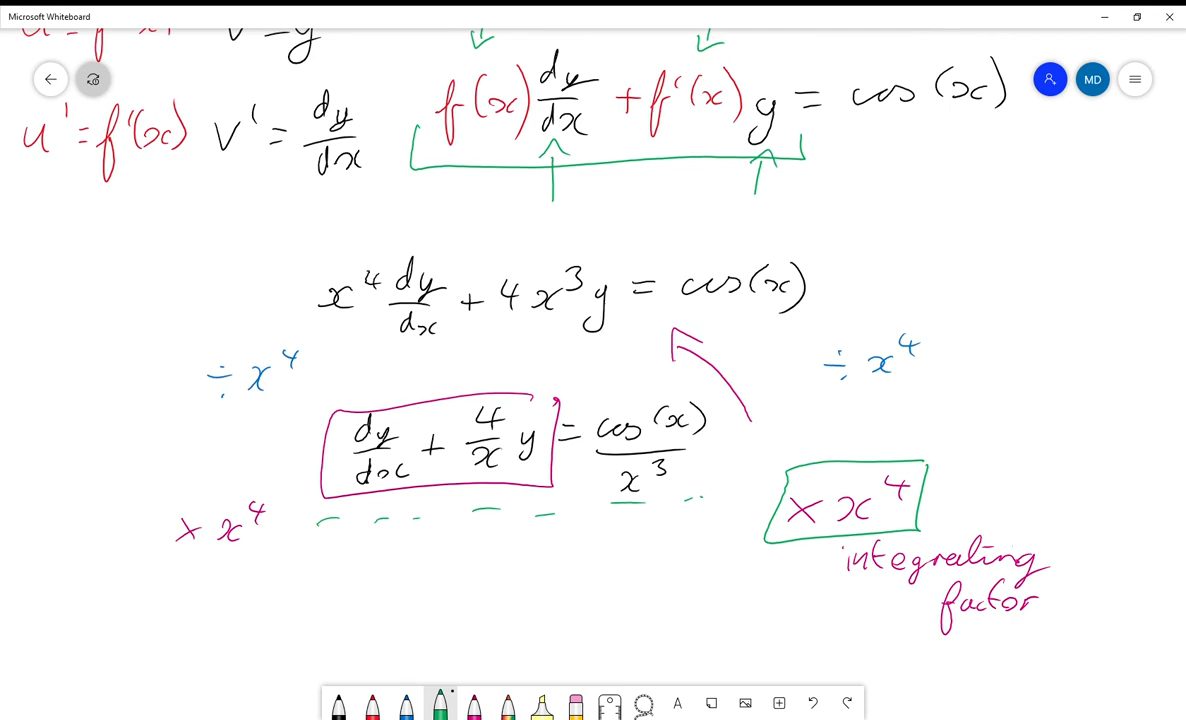 Microsoft Whiteboard
v = y
u' = f'(x) v' = dy/dx f(x) dy/dx + f'(x) y = cos(x)
MD
x⁴ dy/dx + 4x³y = cos(x)
÷ x⁴ ÷ x⁴
dy/dx + 4/x y = cos(x)/x³
× x⁴ × x⁴
integrating
factor
A